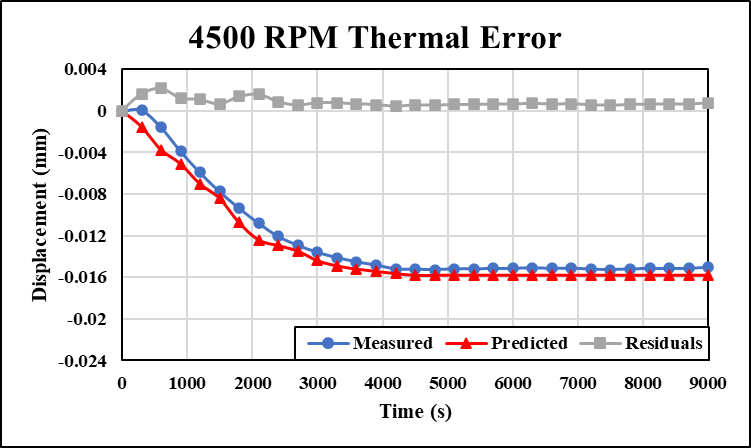 4500 RPM Thermal Error
0.004
0
-0.004
-0.008
-0.012
-0.016
-0.02
-0.024
Displacement (mm)
Measured Predicted Residuals
0 1000 2000 3000 4000 5000 6000 7000 8000 9000
Time (s)